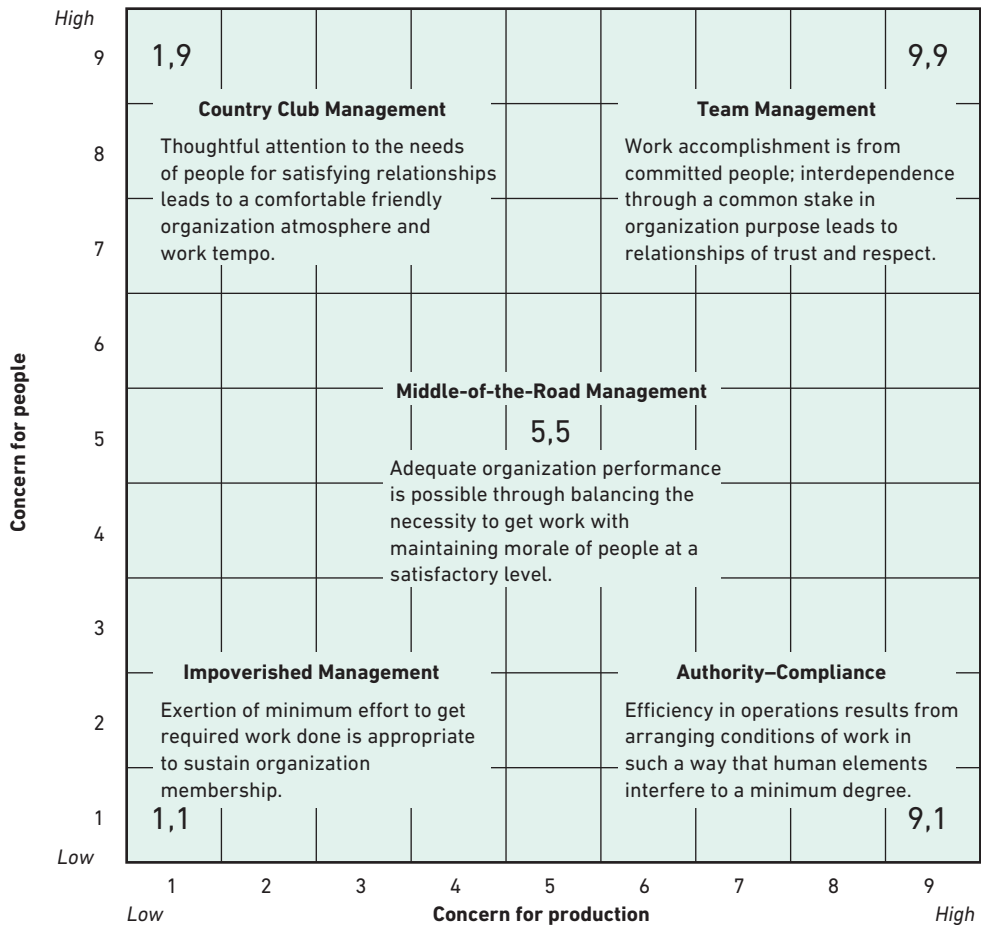 High
9
1,9
9,9
Country Club Management
Thoughtful attention to the needs
of people for satisfying relationships
leads to a comfortable friendly
organization atmosphere and
work tempo.
Team Management
Work accomplishment is from
committed people; interdependence
through a common stake in
organization purpose leads to
relationships of trust and respect.
8
7
6
Concern for people
Middle-of-the-Road Management
5
5,5
Adequate organization performance
is possible through balancing the
necessity to get work with
maintaining morale of people at a
satisfactory level.
4
3
Impoverished Management
Exertion of minimum effort to get
required work done is appropriate
to sustain organization
membership.
1,1
Authority–Compliance
Efficiency in operations results from
arranging conditions of work in
such a way that human elements
interfere to a minimum degree.
9,1
2
1
Low
1 2 3 4 5 6 7 8 9
Low
Concern for production
High